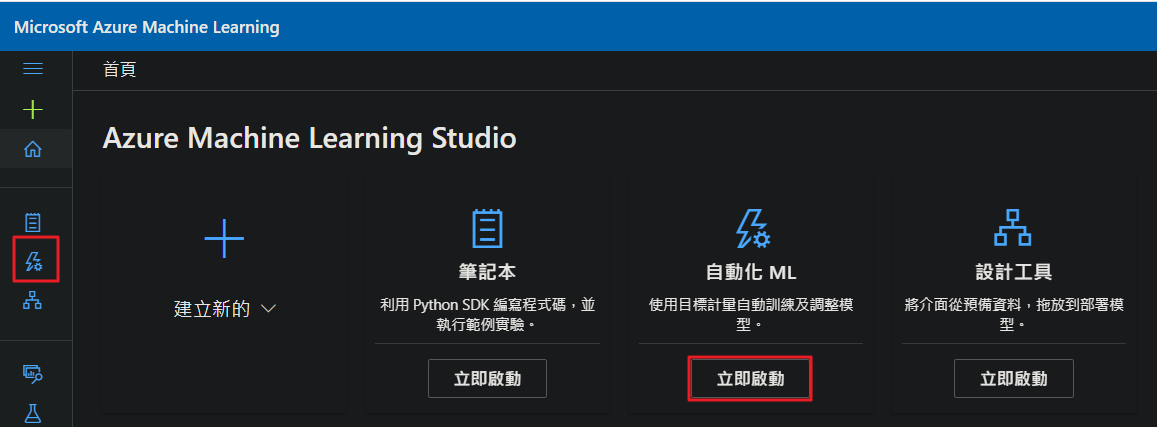 Microsoft Azure Machine Learning
首頁
Azure Machine Learning Studio
建立新的
筆記本
利用 Python SDK 編寫程式碼，並
執行範例實驗。
立即啟動
自動化 ML
使用目標計量自動訓練及調整模
型。
立即啟動
設計工具
將介面從預備資料，拖放到部署模
型。
立即啟動